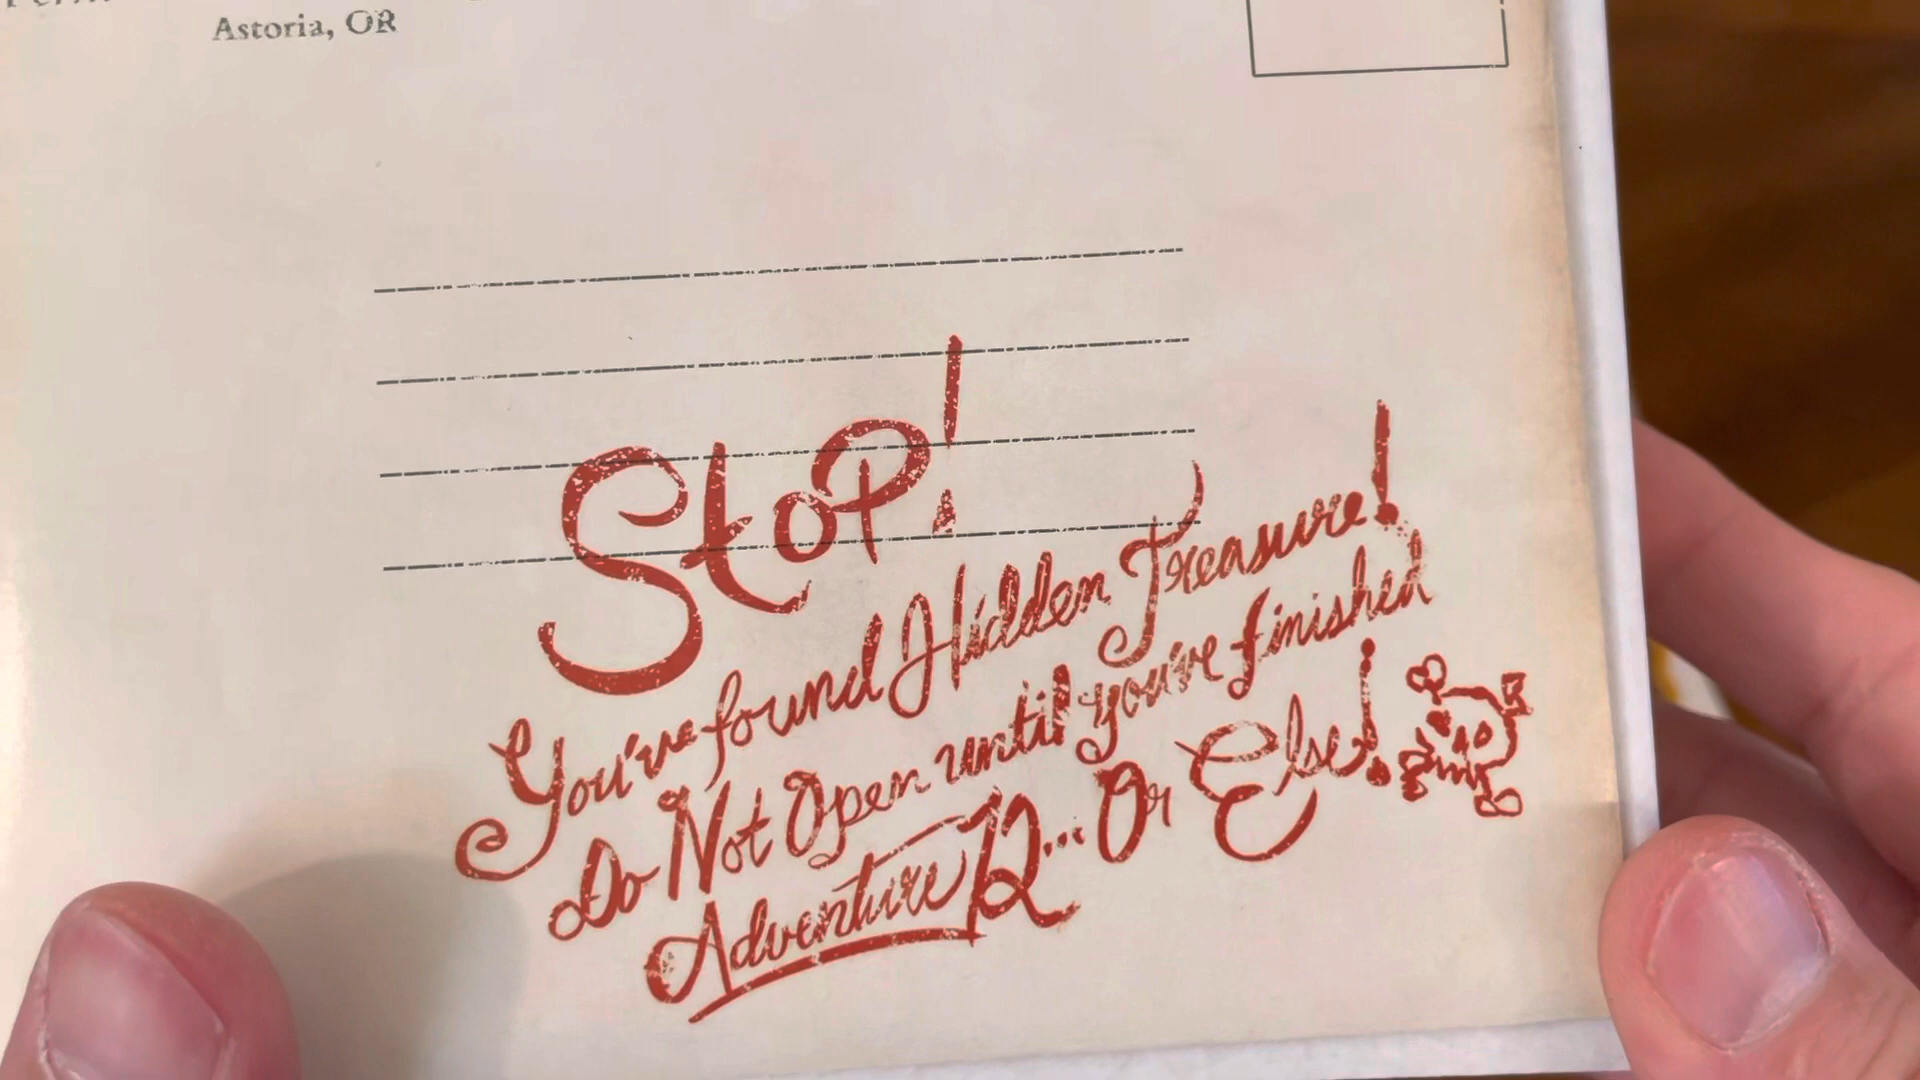 Astoria, OR
StoP!
You've found Hidden Treasure!
Do Not Open until you've finished
Adventure 12... Or Else!